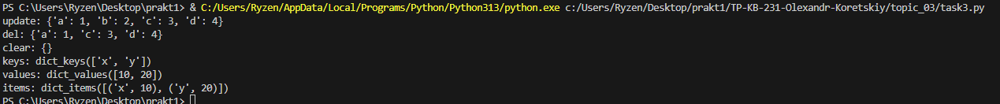 PS C:\Users\Ryzen\Desktop\prakt1> & C:/Users/Ryzen/AppData/Local/Programs/Python/Python313/python.exe c:/Users/Ryzen/Desktop/prakt1/TP-KB-231-Olexandr-Koretskiy/topic_03/task3.py
update: {'a': 1, 'b': 2, 'c': 3, 'd': 4}
del: {'a': 1, 'c': 3, 'd': 4}
clear: {}
keys: dict_keys(['x', 'y'])
values: dict_values([10, 20])
items: dict_items([('x', 10), ('y', 20)])
PS C:\Users\Ryzen\Desktop\prakt1>